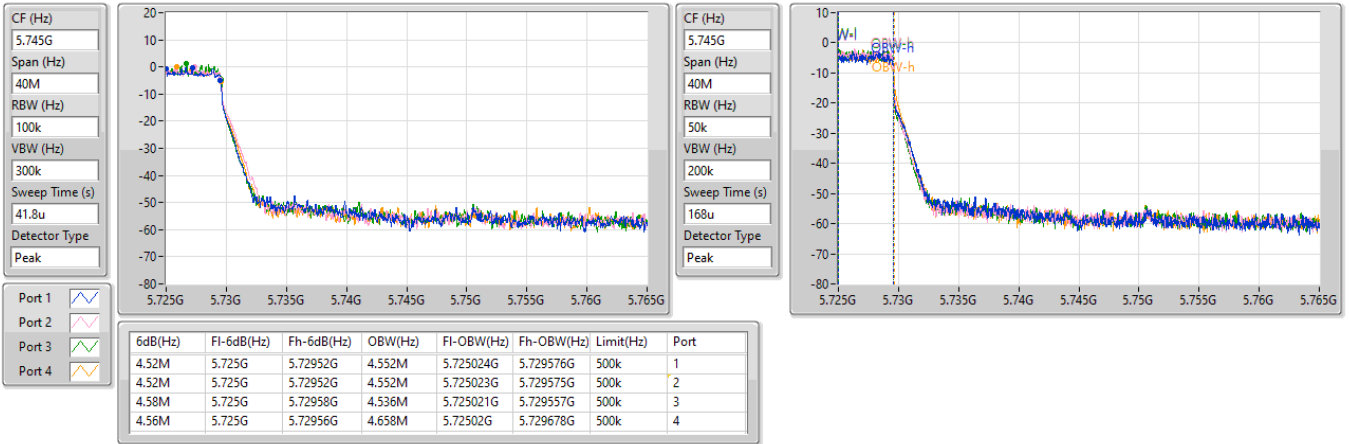 CF (Hz)
5.745G
Span (Hz)
40M
RBW (Hz)
100k
VBW (Hz)
300k
Sweep Time (s)
41.8u
Detector Type
Peak
Port 1
Port 2
Port 3
Port 4
20
10
0
-10
-20
-30
-40
-50
-60
-70
-80
5.725G 5.73G 5.735G 5.74G 5.745G 5.75G 5.755G 5.76G 5.765G
CF (Hz)
5.745G
Span (Hz)
40M
RBW (Hz)
50k
VBW (Hz)
200k
Sweep Time (s)
168u
Detector Type
Peak
10
0
-10
-20
-30
-40
-50
-60
-70
-80
W-l
OBW-h
OBW-h
5.725G 5.73G 5.735G 5.74G 5.745G 5.75G 5.755G 5.76G 5.765G
6dB(Hz) Fl-6dB(Hz) Fh-6dB(Hz) OBW(Hz) Fl-OBW(Hz) Fh-OBW(Hz) Limit(Hz) Port
4.52M 5.725G 5.72952G 4.552M 5.725024G 5.729576G 500k 1
4.52M 5.725G 5.72952G 4.552M 5.725023G 5.729575G 500k 2
4.58M 5.725G 5.72958G 4.536M 5.725021G 5.729557G 500k 3
4.56M 5.725G 5.72956G 4.658M 5.72502G 5.729678G 500k 4